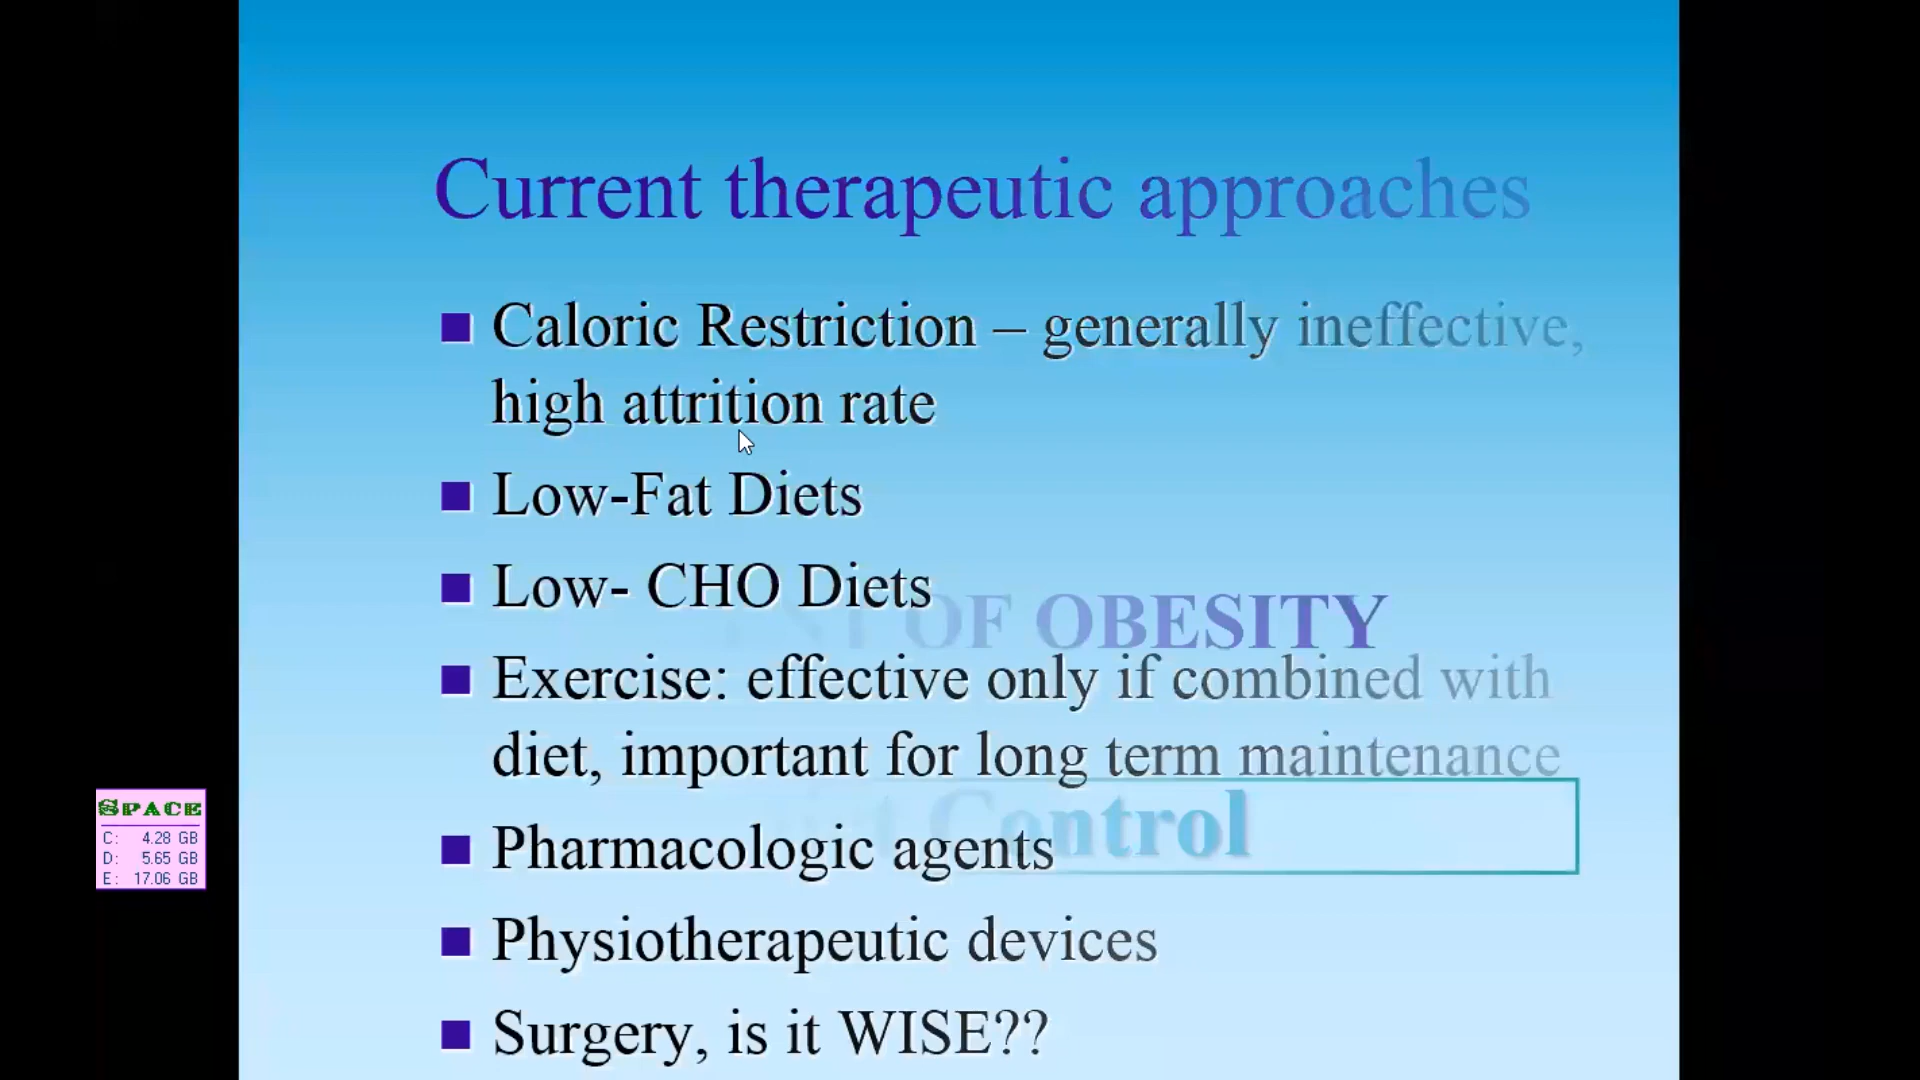 Current therapeutic approaches
■ Caloric Restriction – generally ineffective,
high attrition rate
■ Low-Fat Diets
■ Low- CHO Diets
OF OBESITY
■ Exercise: effective only if combined with
diet, important for long term maintenance
Control
■ Pharmacologic agents
■ Physiotherapeutic devices
■ Surgery, is it WISE??
SPACE
C: 4.28 GB
D: 5.65 GB
E: 17.06 GB